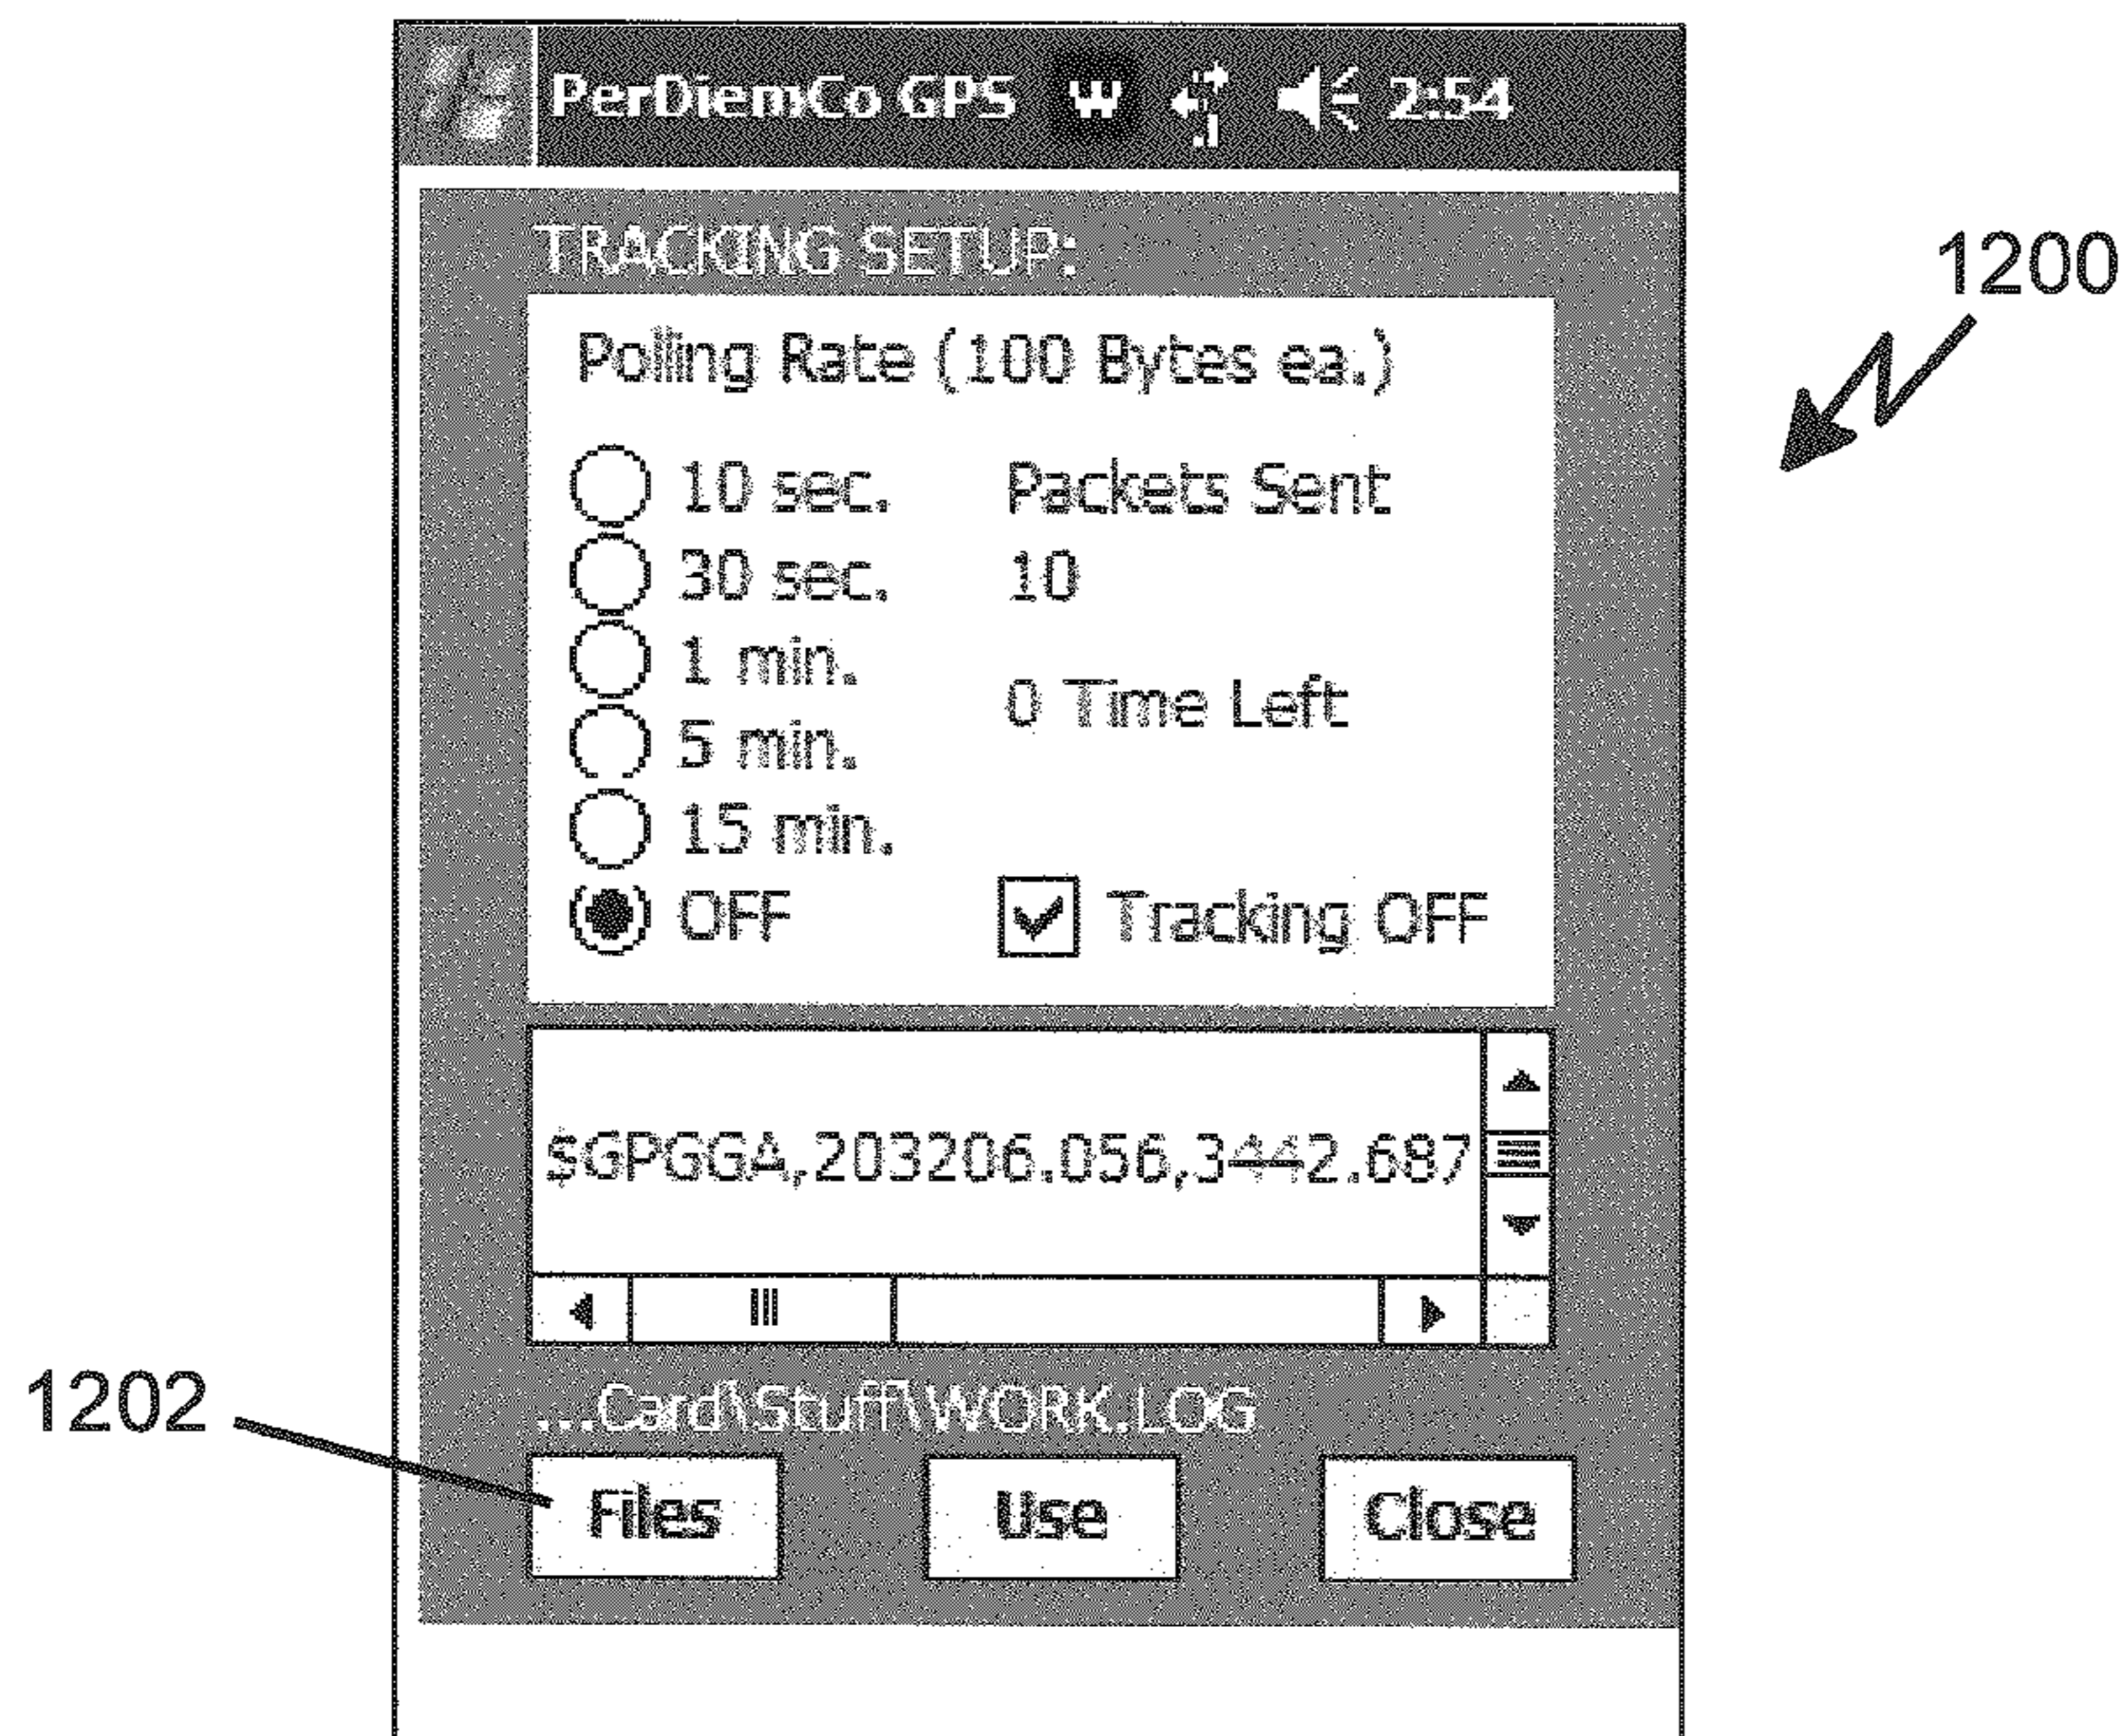 PerDiemCo GPS 2:54
1200
TRACKING SETUP:
Polling Rate (100 Bytes ea.)
10 sec. Packets Sent
30 sec. 10
1 min.
0 Time Left
5 min.
15 min.
OFF Tracking OFF
$GPGGA,203206.056,3442.687
...Card\Stuff\WORK.LOG
1202
Files Use Close